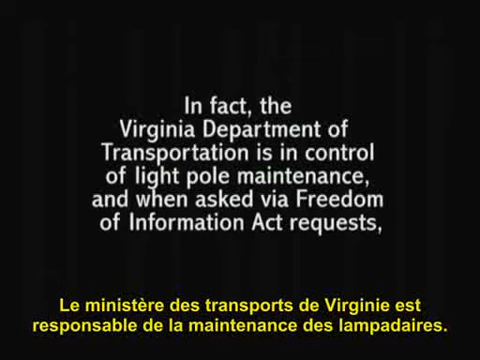 In fact, the
Virginia Department of
Transportation is in control
of light pole maintenance,
and when asked via Freedom
of Information Act requests,
Le ministère des transports de Virginie est
responsable de la maintenance des lampadaires.